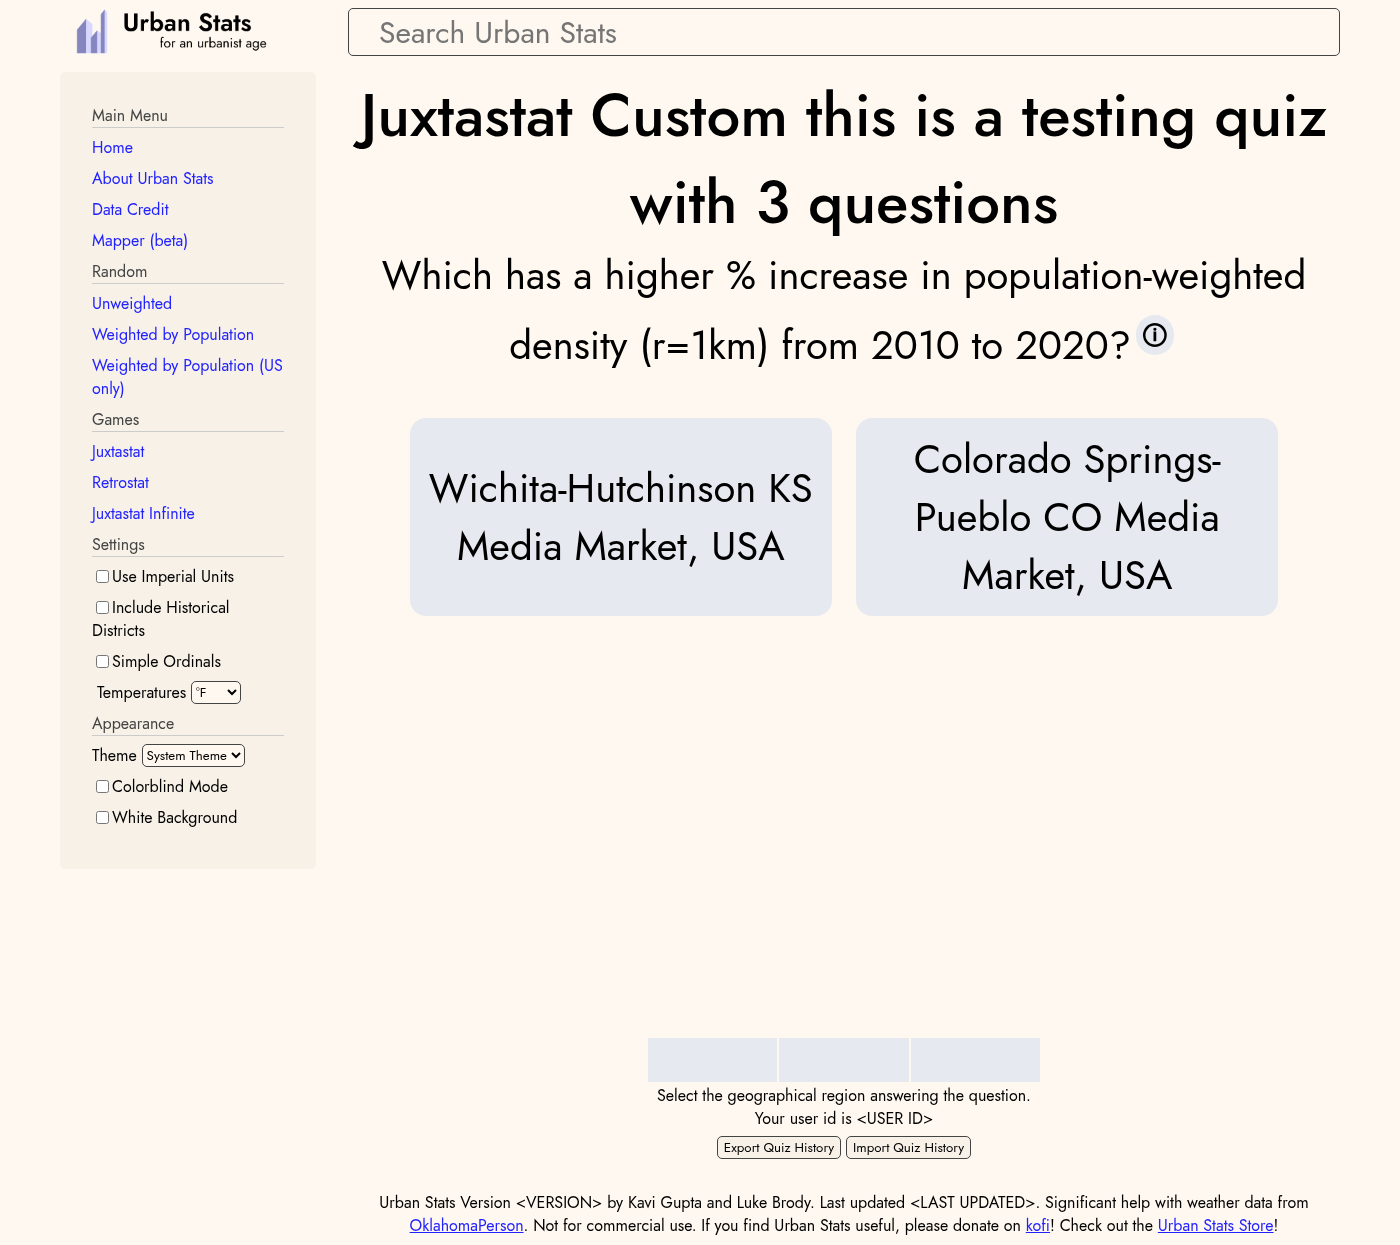 Urban Stats
for an urbanist age
Search Urban Stats
Main Menu
Home
About Urban Stats
Data Credit
Mapper (beta)
Random
Unweighted
Weighted by Population
Weighted by Population (US
only)
Games
Juxtastat
Retrostat
Juxtastat Infinite
Settings
Use Imperial Units
Include Historical
Districts
Simple Ordinals
Temperatures °F
Appearance
Theme System Theme
Colorblind Mode
White Background
Juxtastat Custom this is a testing quiz
with 3 questions
Which has a higher % increase in population-weighted
density (r=1km) from 2010 to 2020?
Wichita-Hutchinson KS
Media Market, USA
Colorado Springs-
Pueblo CO Media
Market, USA
Select the geographical region answering the question.
Your user id is <USER ID>
Export Quiz History Import Quiz History
Urban Stats Version <VERSION> by Kavi Gupta and Luke Brody. Last updated <LAST UPDATED>. Significant help with weather data from
OklahomaPerson. Not for commercial use. If you find Urban Stats useful, please donate on kofi! Check out the Urban Stats Store!